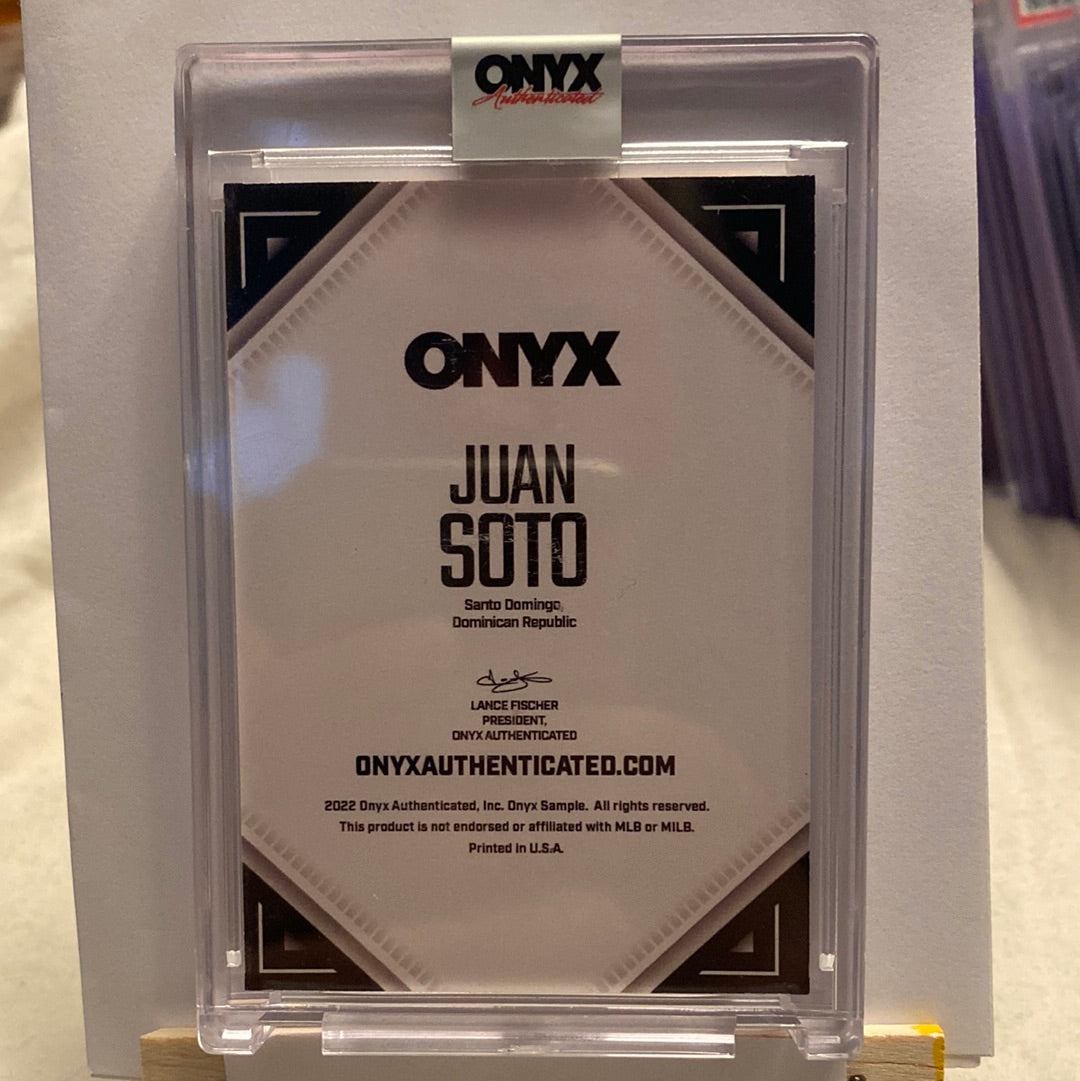 ONYX
Authenticated
ONYX
JUAN
SOTO
Santo Domingo,
Dominican Republic
LANCE FISCHER
PRESIDENT,
ONYX AUTHENTICATED
ONYXAUTHENTICATED.COM
2022 Onyx Authenticated, Inc. Onyx Sample. All rights reserved.
This product is not endorsed or affiliated with MLB or MILB.
Printed in U.S.A.